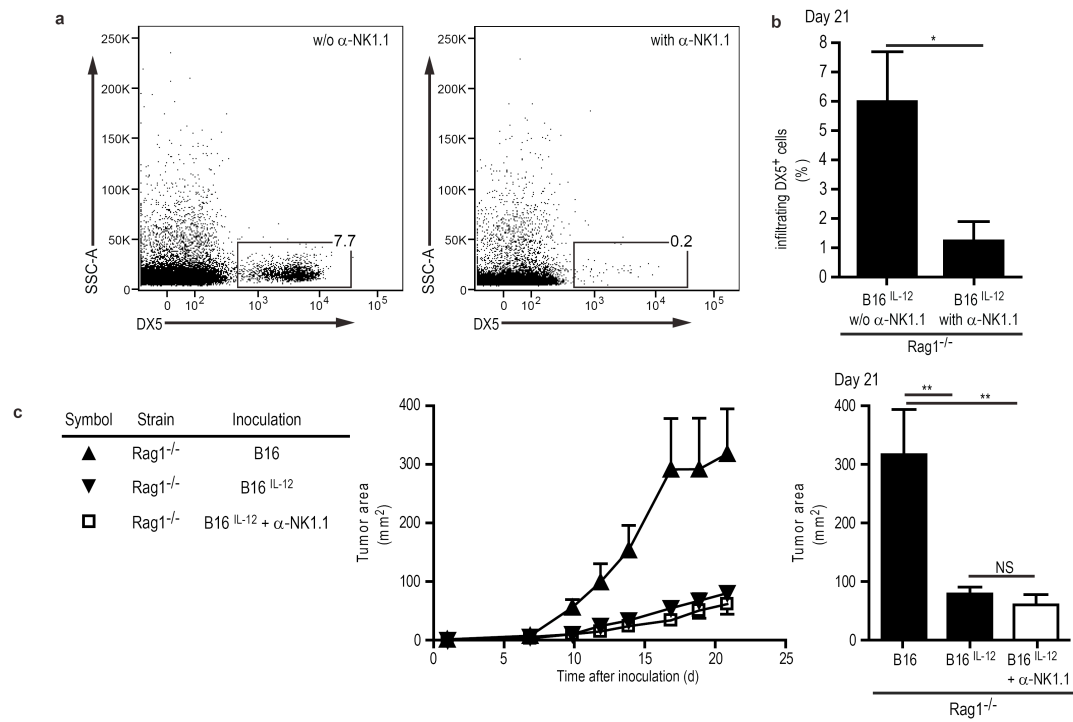 a
w/o α-NK1.1
250K
200K
150K
100K
50K
0
SSC-A
7.7
0 10² 10³ 10⁴ 10⁵
DX5
with α-NK1.1
250K
200K
150K
100K
50K
0
SSC-A
0.2
0 10² 10³ 10⁴ 10⁵
DX5
b
Day 21
*
8
7
6
5
4
3
2
1
0
infiltrating DX5⁺ cells
(%)
B16 IL-12 B16 IL-12
w/o α-NK1.1 with α-NK1.1
Rag1-/-
c
Symbol Strain Inoculation
▲ Rag1-/- B16
▼ Rag1-/- B16 IL-12
□ Rag1-/- B16 IL-12 + α-NK1.1
400
300
200
100
0
Tumor area
(mm²)
0 5 10 15 20 25
Time after inoculation (d)
Day 21
**
**
NS
400
300
200
100
0
Tumor area
(mm²)
B16 B16 IL-12 B16 IL-12
+ α-NK1.1
Rag1-/-